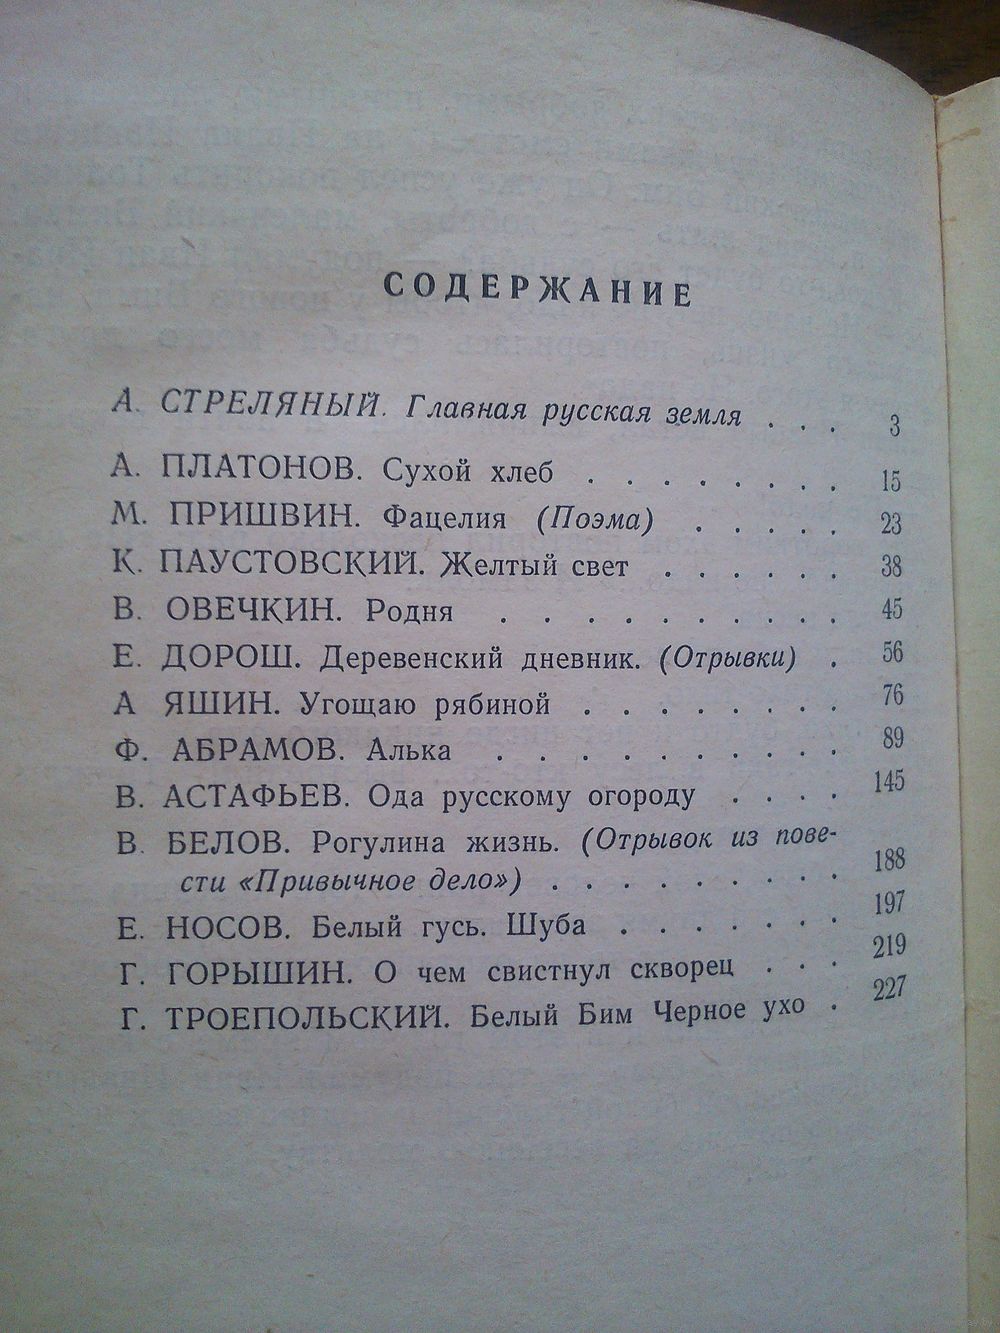 СОДЕРЖАНИЕ
А. СТРЕЛЯНЫЙ. Главная русская земля . . . 3
А. ПЛАТОНОВ. Сухой хлеб . . . . . . . . 15
М. ПРИШВИН. Фацелия (Поэма) . . . . . 23
К. ПАУСТОВСКИЙ. Желтый свет . . . . . . 38
В. ОВЕЧКИН. Родня . . . . . . . . . . 45
Е. ДОРОШ. Деревенский дневник. (Отрывки) . 56
А ЯШИН. Угощаю рябиной . . . . . . . . 76
Ф. АБРАМОВ. Алька . . . . . . . . . . 89
В. АСТАФЬЕВ. Ода русскому огороду . . . . 145
В. БЕЛОВ. Рогулина жизнь. (Отрывок из пове-
сти «Привычное дело») . . . . . . . . . 188
Е. НОСОВ. Белый гусь. Шуба . . . . . . 197
Г. ГОРЫШИН. О чем свистнул скворец . . . 219
Г. ТРОЕПОЛЬСКИЙ. Белый Бим Черное ухо . 227